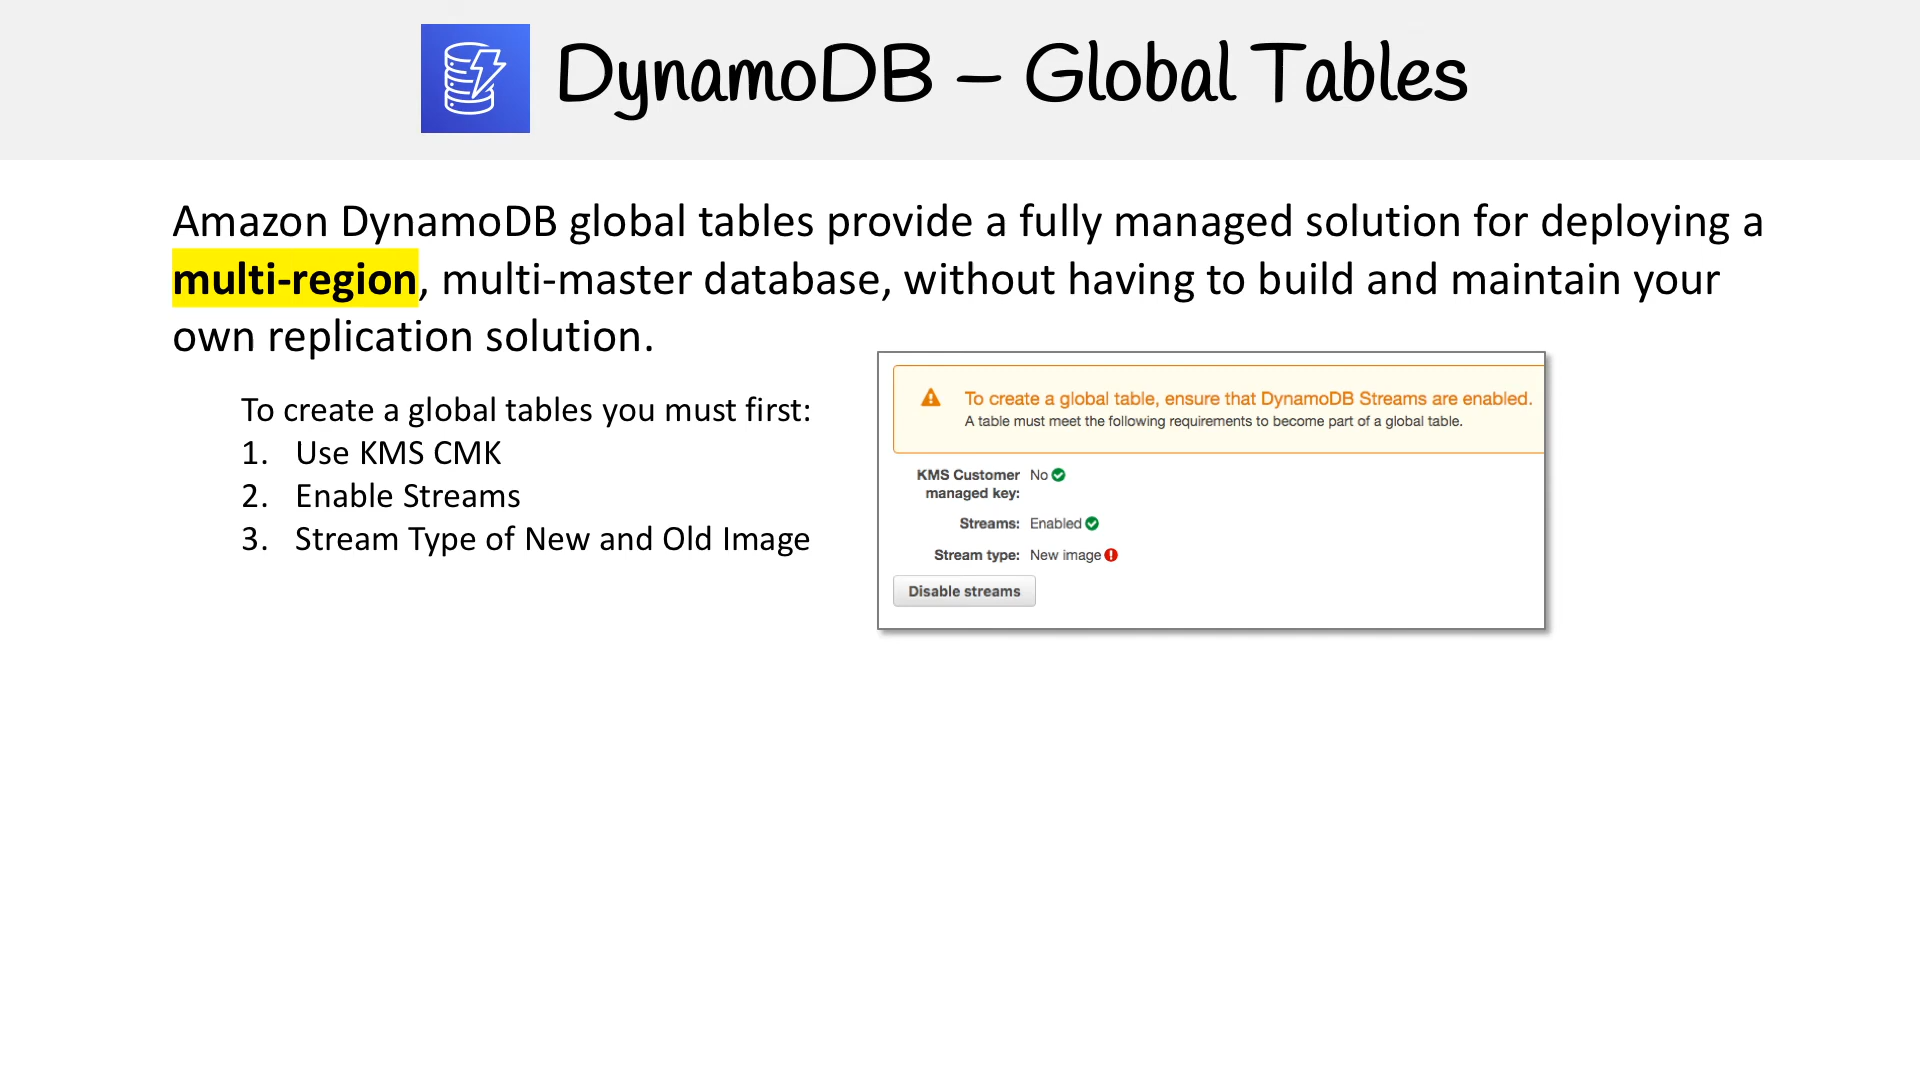 DynamoDB – Global Tables
Amazon DynamoDB global tables provide a fully managed solution for deploying a
multi-region, multi-master database, without having to build and maintain your
own replication solution.
To create a global tables you must first:
1. Use KMS CMK
2. Enable Streams
3. Stream Type of New and Old Image
To create a global table, ensure that DynamoDB Streams are enabled.
A table must meet the following requirements to become part of a global table.
KMS Customer No
managed key:
Streams: Enabled
Stream type: New image
Disable streams